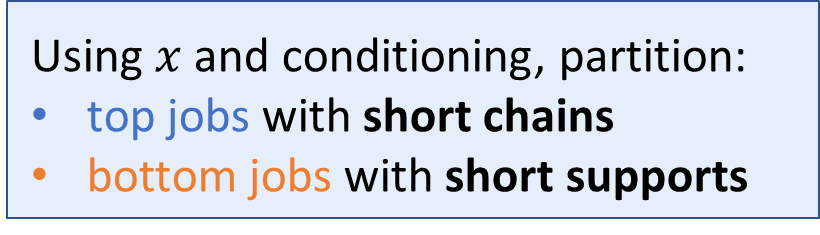 Using x and conditioning, partition:
• top jobs with short chains
• bottom jobs with short supports